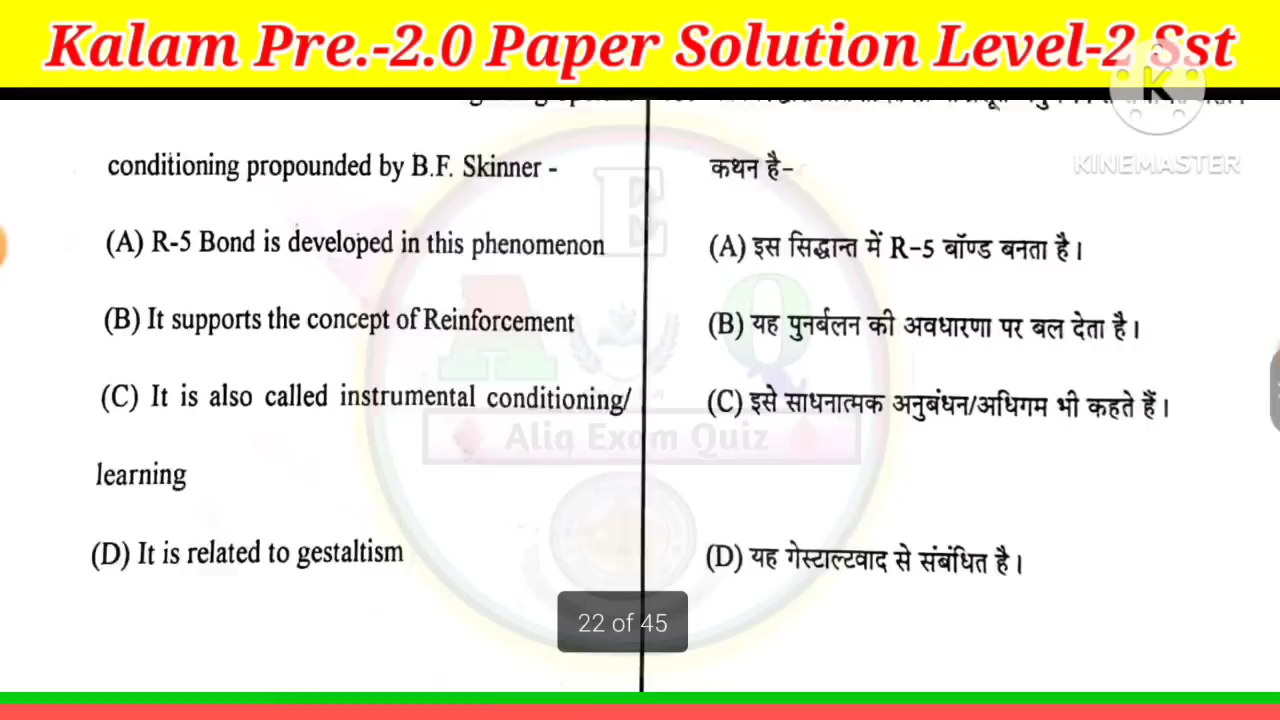 Kalam Pre.-2.0 Paper Solution Level-2 Sst
K
KINEMASTER
conditioning propounded by B.F. Skinner -
(A) R-5 Bond is developed in this phenomenon
(B) It supports the concept of Reinforcement
(C) It is also called instrumental conditioning/
learning
(D) It is related to gestaltism
कथन है-
(A) इस सिद्धान्त में R-5 बॉण्ड बनता है।
(B) यह पुनर्बलन की अवधारणा पर बल देता है।
(C) इसे साधनात्मक अनुबंधन/अधिगम भी कहते हैं।
(D) यह गेस्टाल्टवाद से संबंधित है।
E
A Q
Aliq Exam Quiz
22 of 45